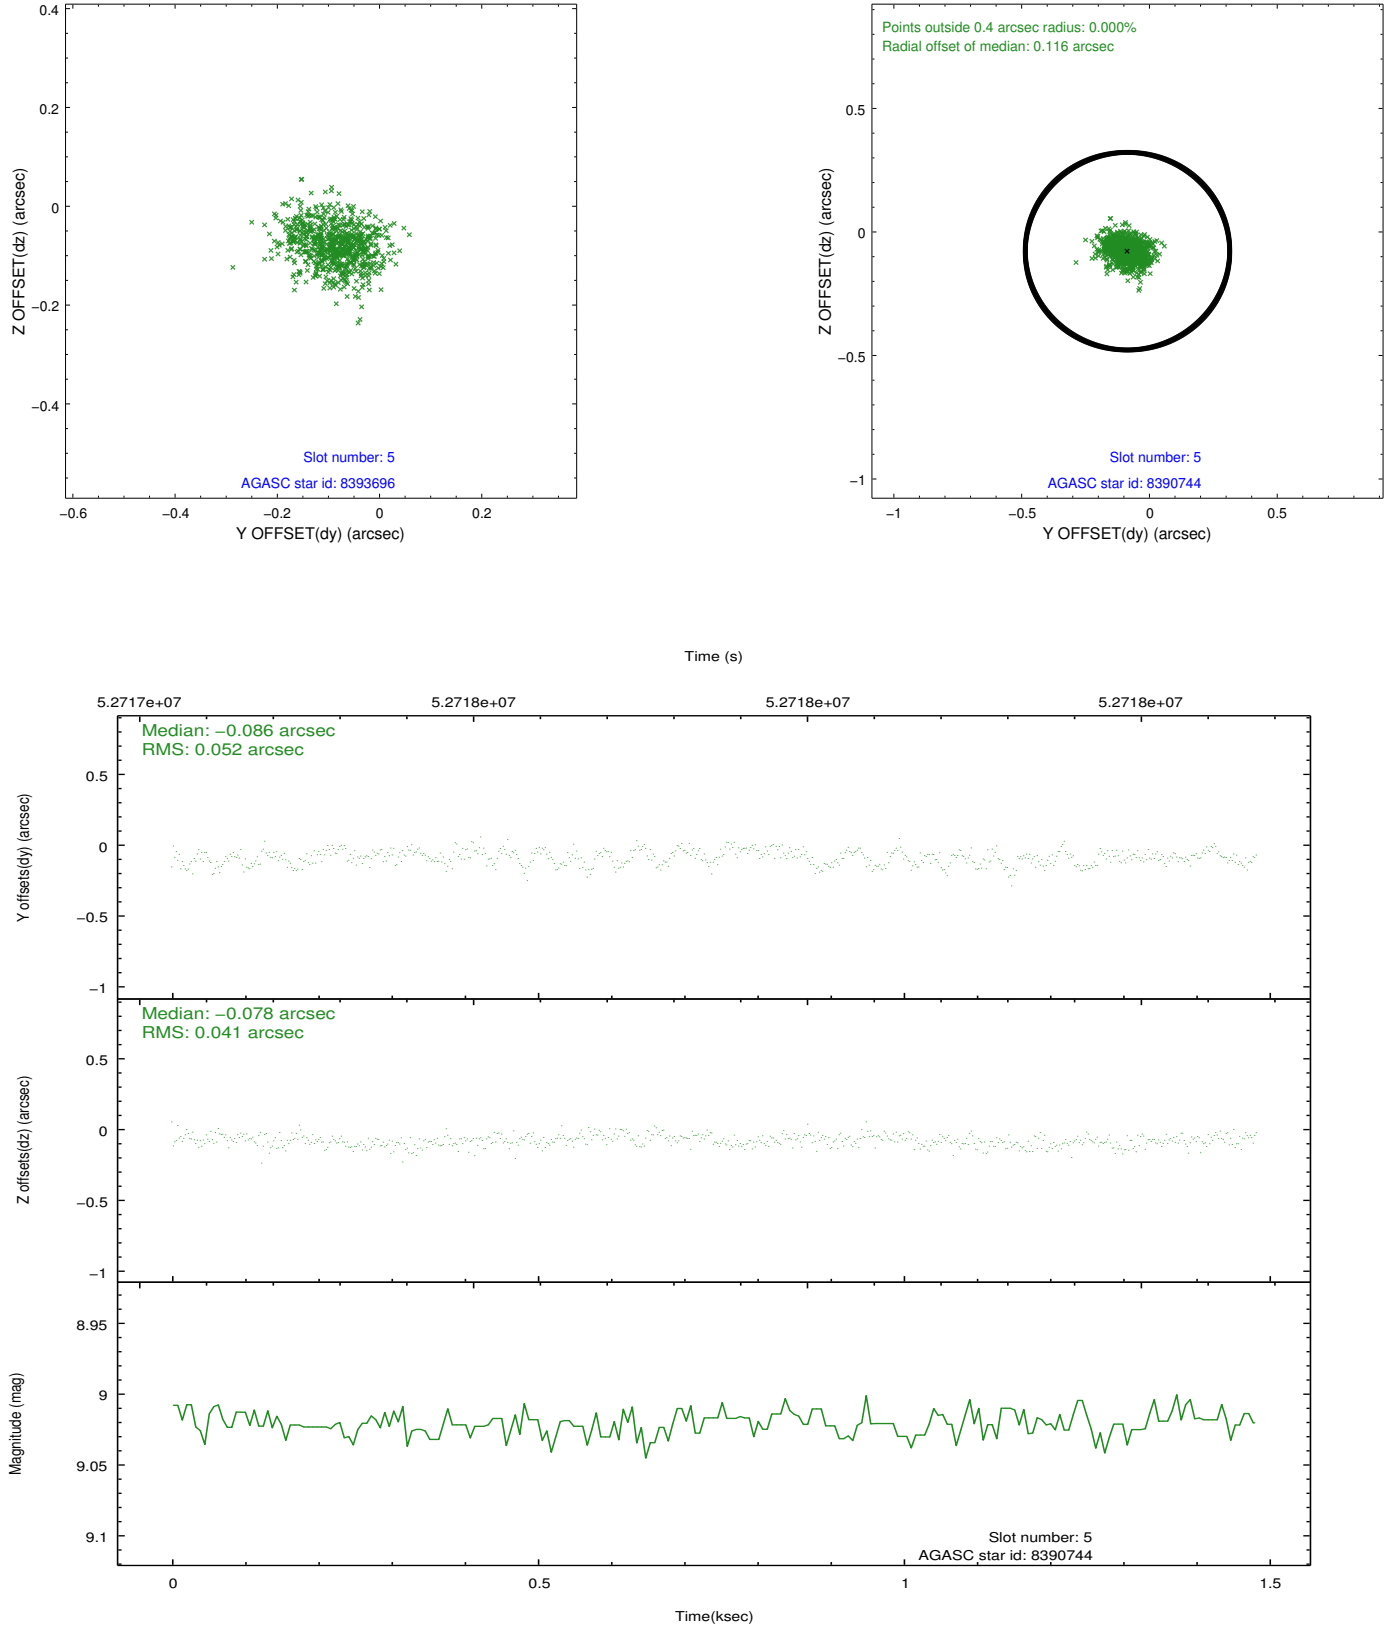 0.4
0.2
0
−0.2
−0.4
Z OFFSET(dz) (arcsec)
Slot number: 5
AGASC star id: 8393696
−0.6 −0.4 −0.2 0 0.2
Y OFFSET(dy) (arcsec)
Points outside 0.4 arcsec radius: 0.000%
Radial offset of median: 0.116 arcsec
0.5
0
−0.5
−1
Z OFFSET(dz) (arcsec)
Slot number: 5
AGASC star id: 8390744
−1 −0.5 0 0.5
Y OFFSET(dy) (arcsec)
Time (s)
5.2717e+07 5.2718e+07 5.2718e+07 5.2718e+07
Median: −0.086 arcsec
RMS: 0.052 arcsec
0.5
0
−0.5
−1
Y offsets(dy) (arcsec)
Median: −0.078 arcsec
RMS: 0.041 arcsec
0.5
0
−0.5
−1
Z offsets(dz) (arcsec)
8.95
9
9.05
9.1
Magnitude (mag)
Slot number: 5
AGASC star id: 8390744
0 0.5 1 1.5
Time(ksec)